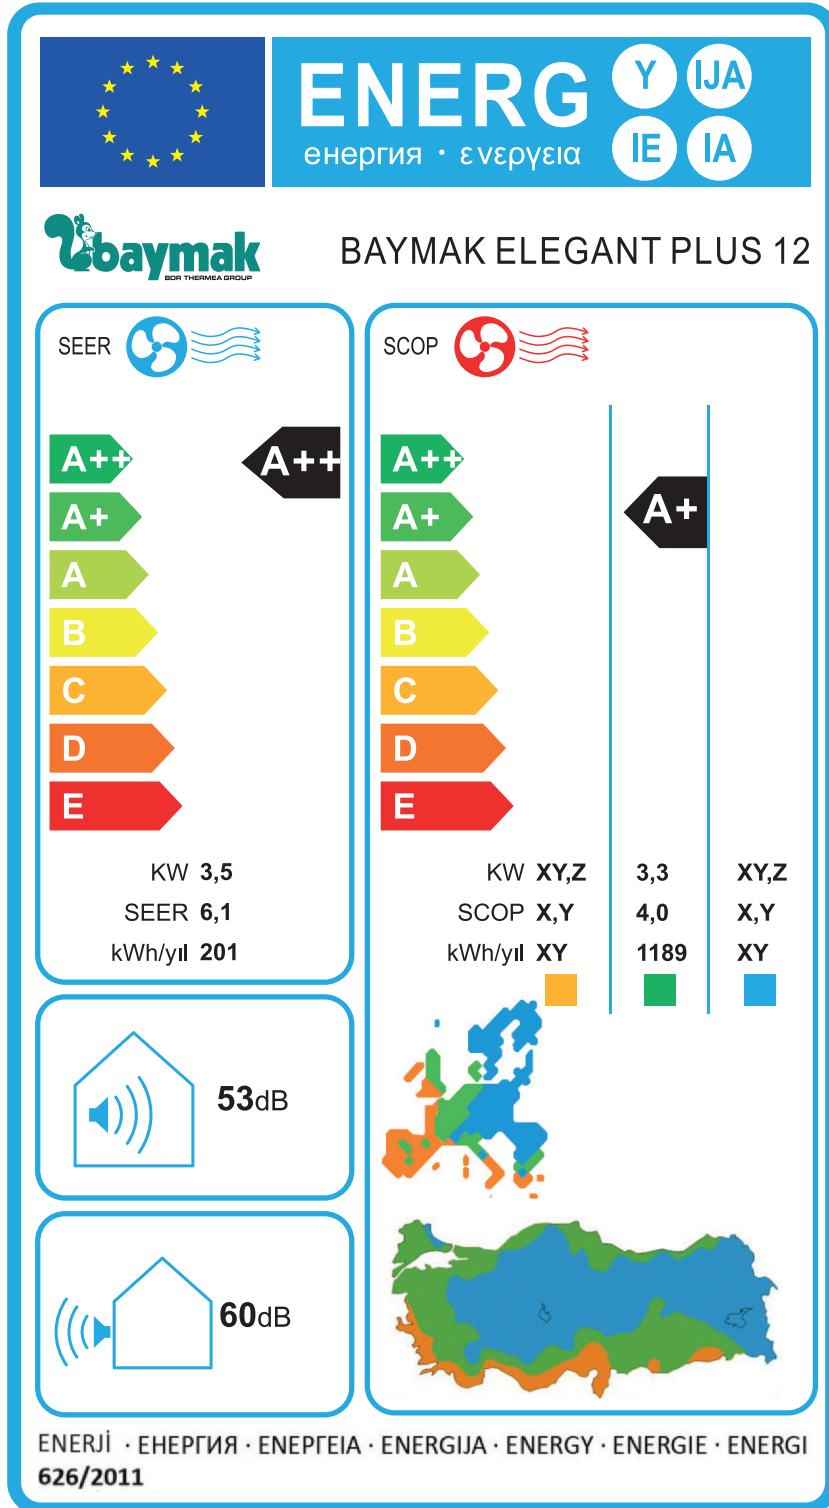 ENERG
енергия · ενεργεια
Y IJA
IE IA
baymak
BDR THERMEA GROUP
BAYMAK ELEGANT PLUS 12
SEER
A++
A+
A
B
C
D
E
A++
KW 3,5
SEER 6,1
kWh/yıl 201
SCOP
A++
A+
A
B
C
D
E
A+
KW XY,Z 3,3 XY,Z
SCOP X,Y 4,0 X,Y
kWh/yıl XY 1189 XY
53dB
60dB
ENERJİ · ЕНЕРГИЯ · ΕΝΕΡΓΕΙΑ · ENERGIJA · ENERGY · ENERGIE · ENERGI
626/2011